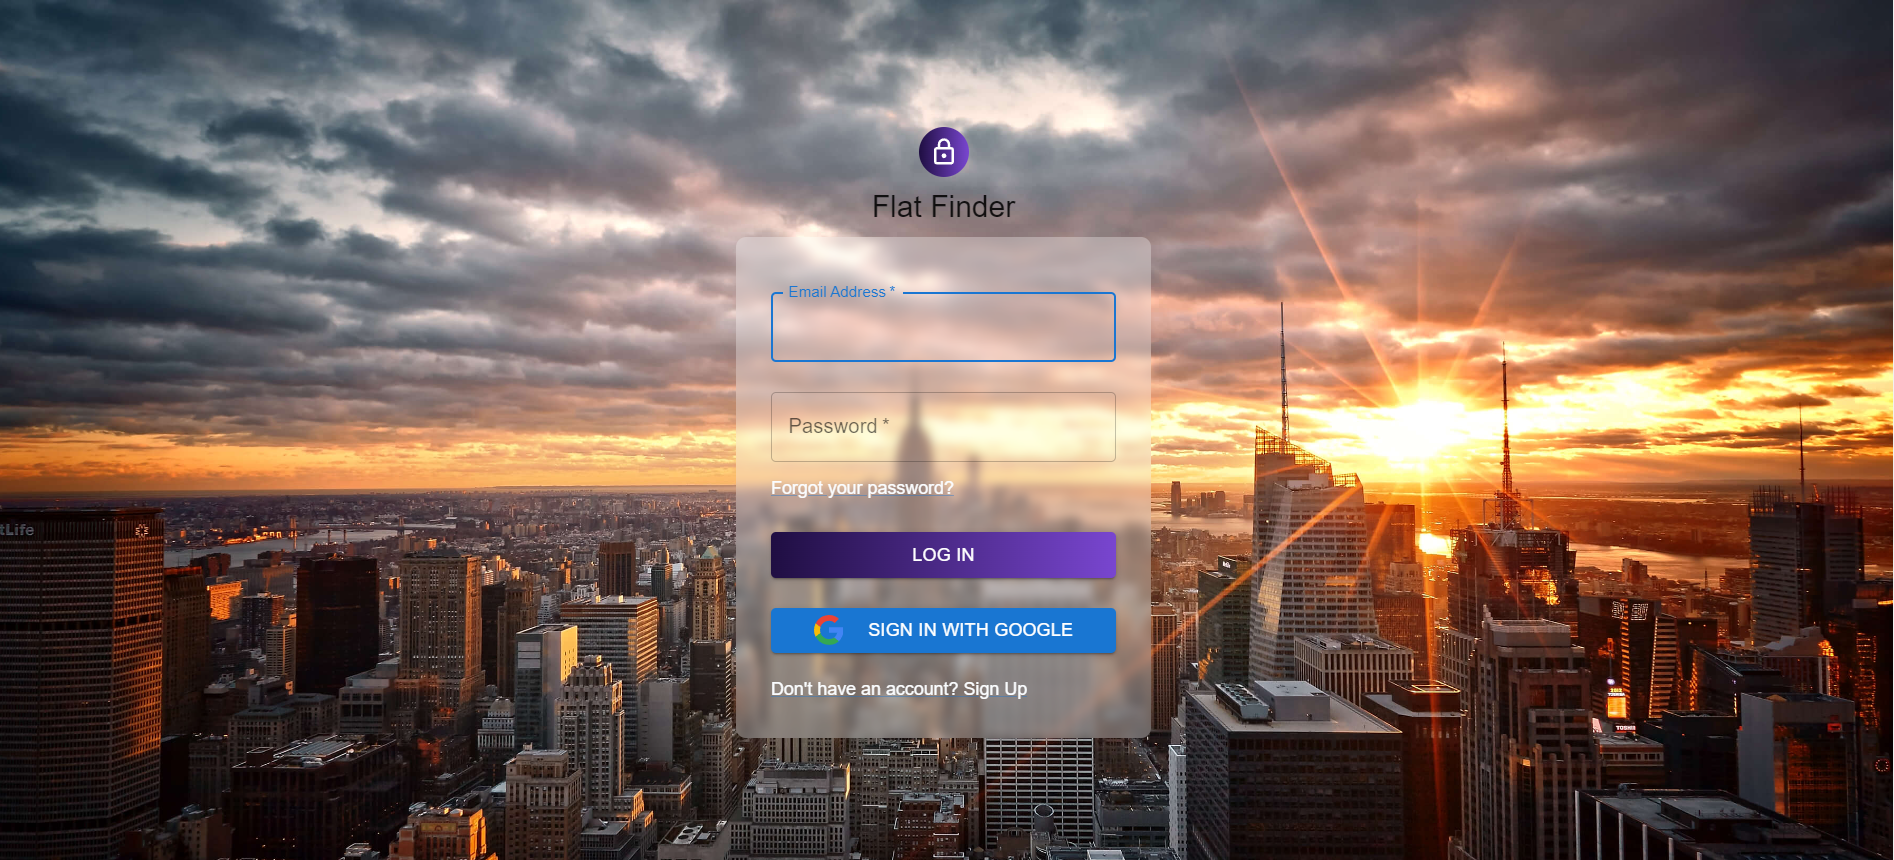 Flat Finder
Email Address *
Password *
Forgot your password?
tLife
LOG IN
SIGN IN WITH GOOGLE
Don't have an account? Sign Up
TOSHIBA